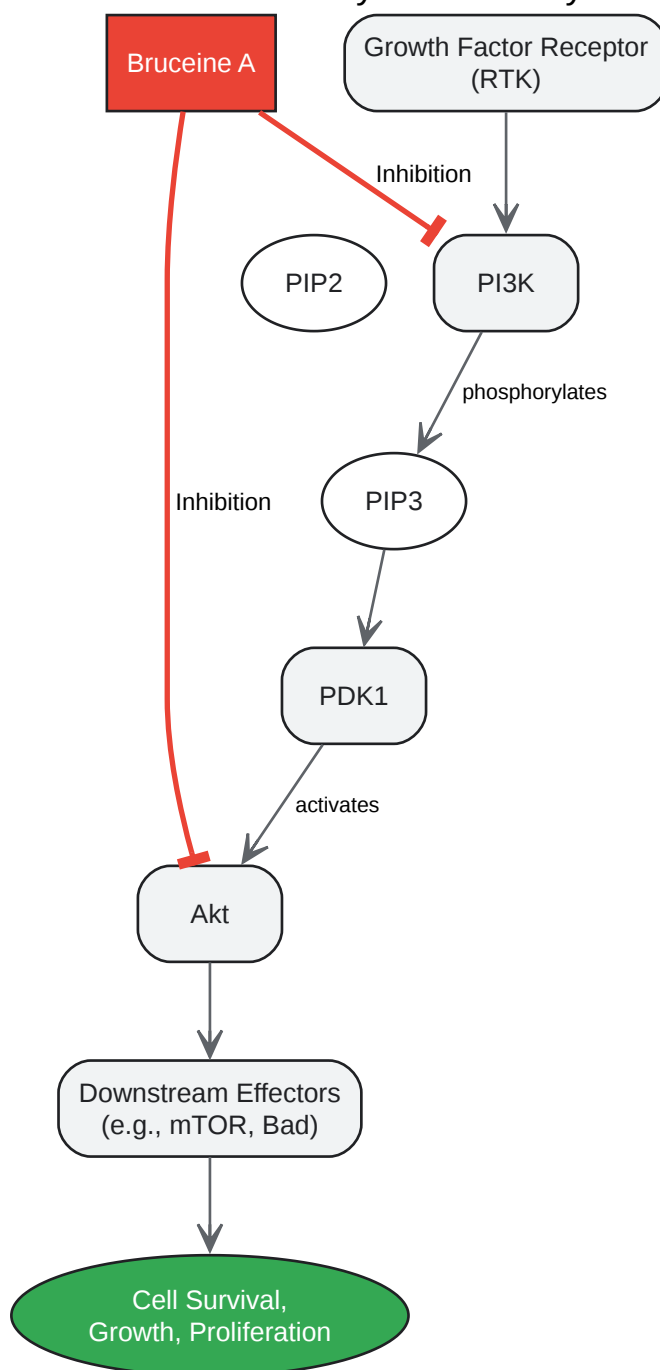 Bruceine A
Growth Factor Receptor
(RTK)
Inhibition
PIP2
PI3K
phosphorylates
Inhibition
PIP3
PDK1
activates
Akt
Downstream Effectors
(e.g., mTOR, Bad)
Cell Survival,
Growth, Proliferation